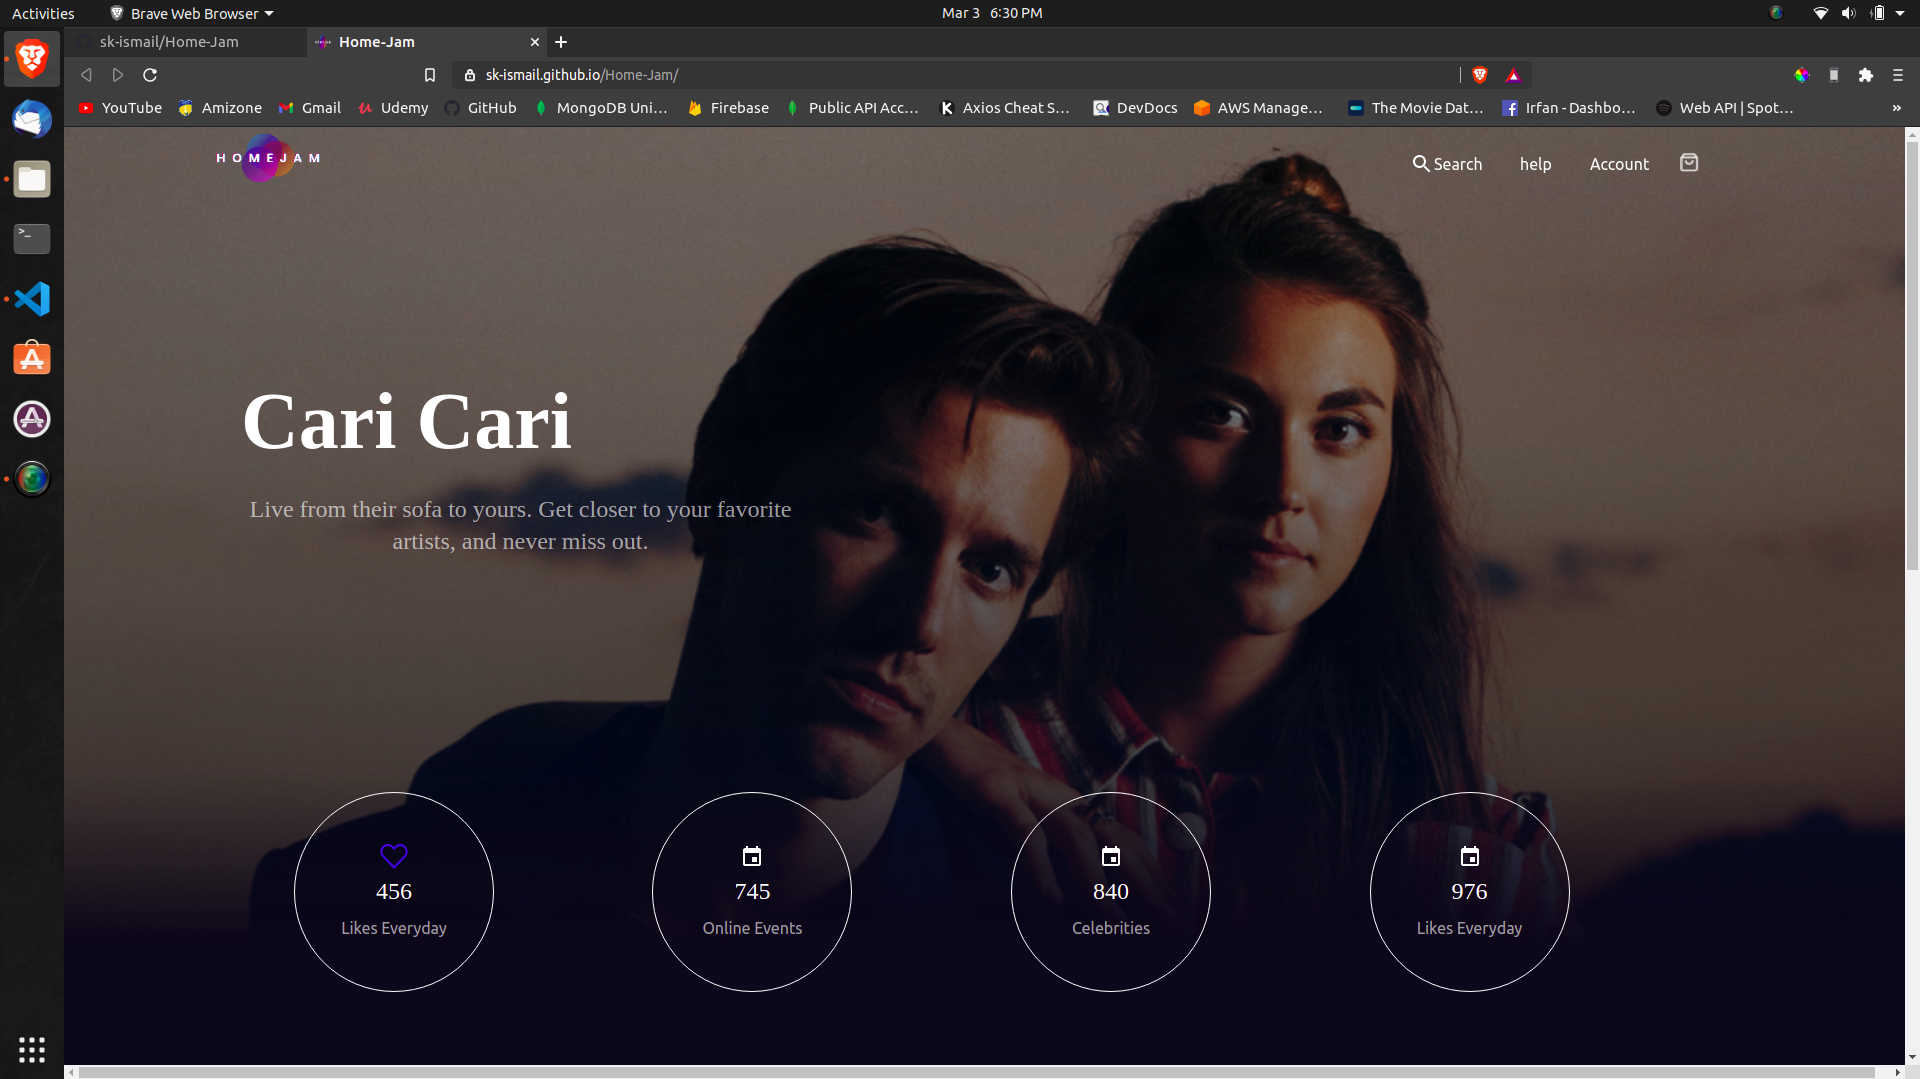 Activities
Brave Web Browser
Mar 3 6:30 PM
sk-ismail/Home-Jam
Home-Jam
sk-ismail.github.io/Home-Jam/
YouTube
Amizone
Gmail
Udemy
GitHub
MongoDB Uni...
Firebase
Public API Acc...
Axios Cheat S...
DevDocs
AWS Manage...
The Movie Dat...
Irfan - Dashbo...
Web API | Spot...
HOMEJAM
Search
help
Account
Cari Cari
Live from their sofa to yours. Get closer to your favorite
artists, and never miss out.
456
Likes Everyday
745
Online Events
840
Celebrities
976
Likes Everyday